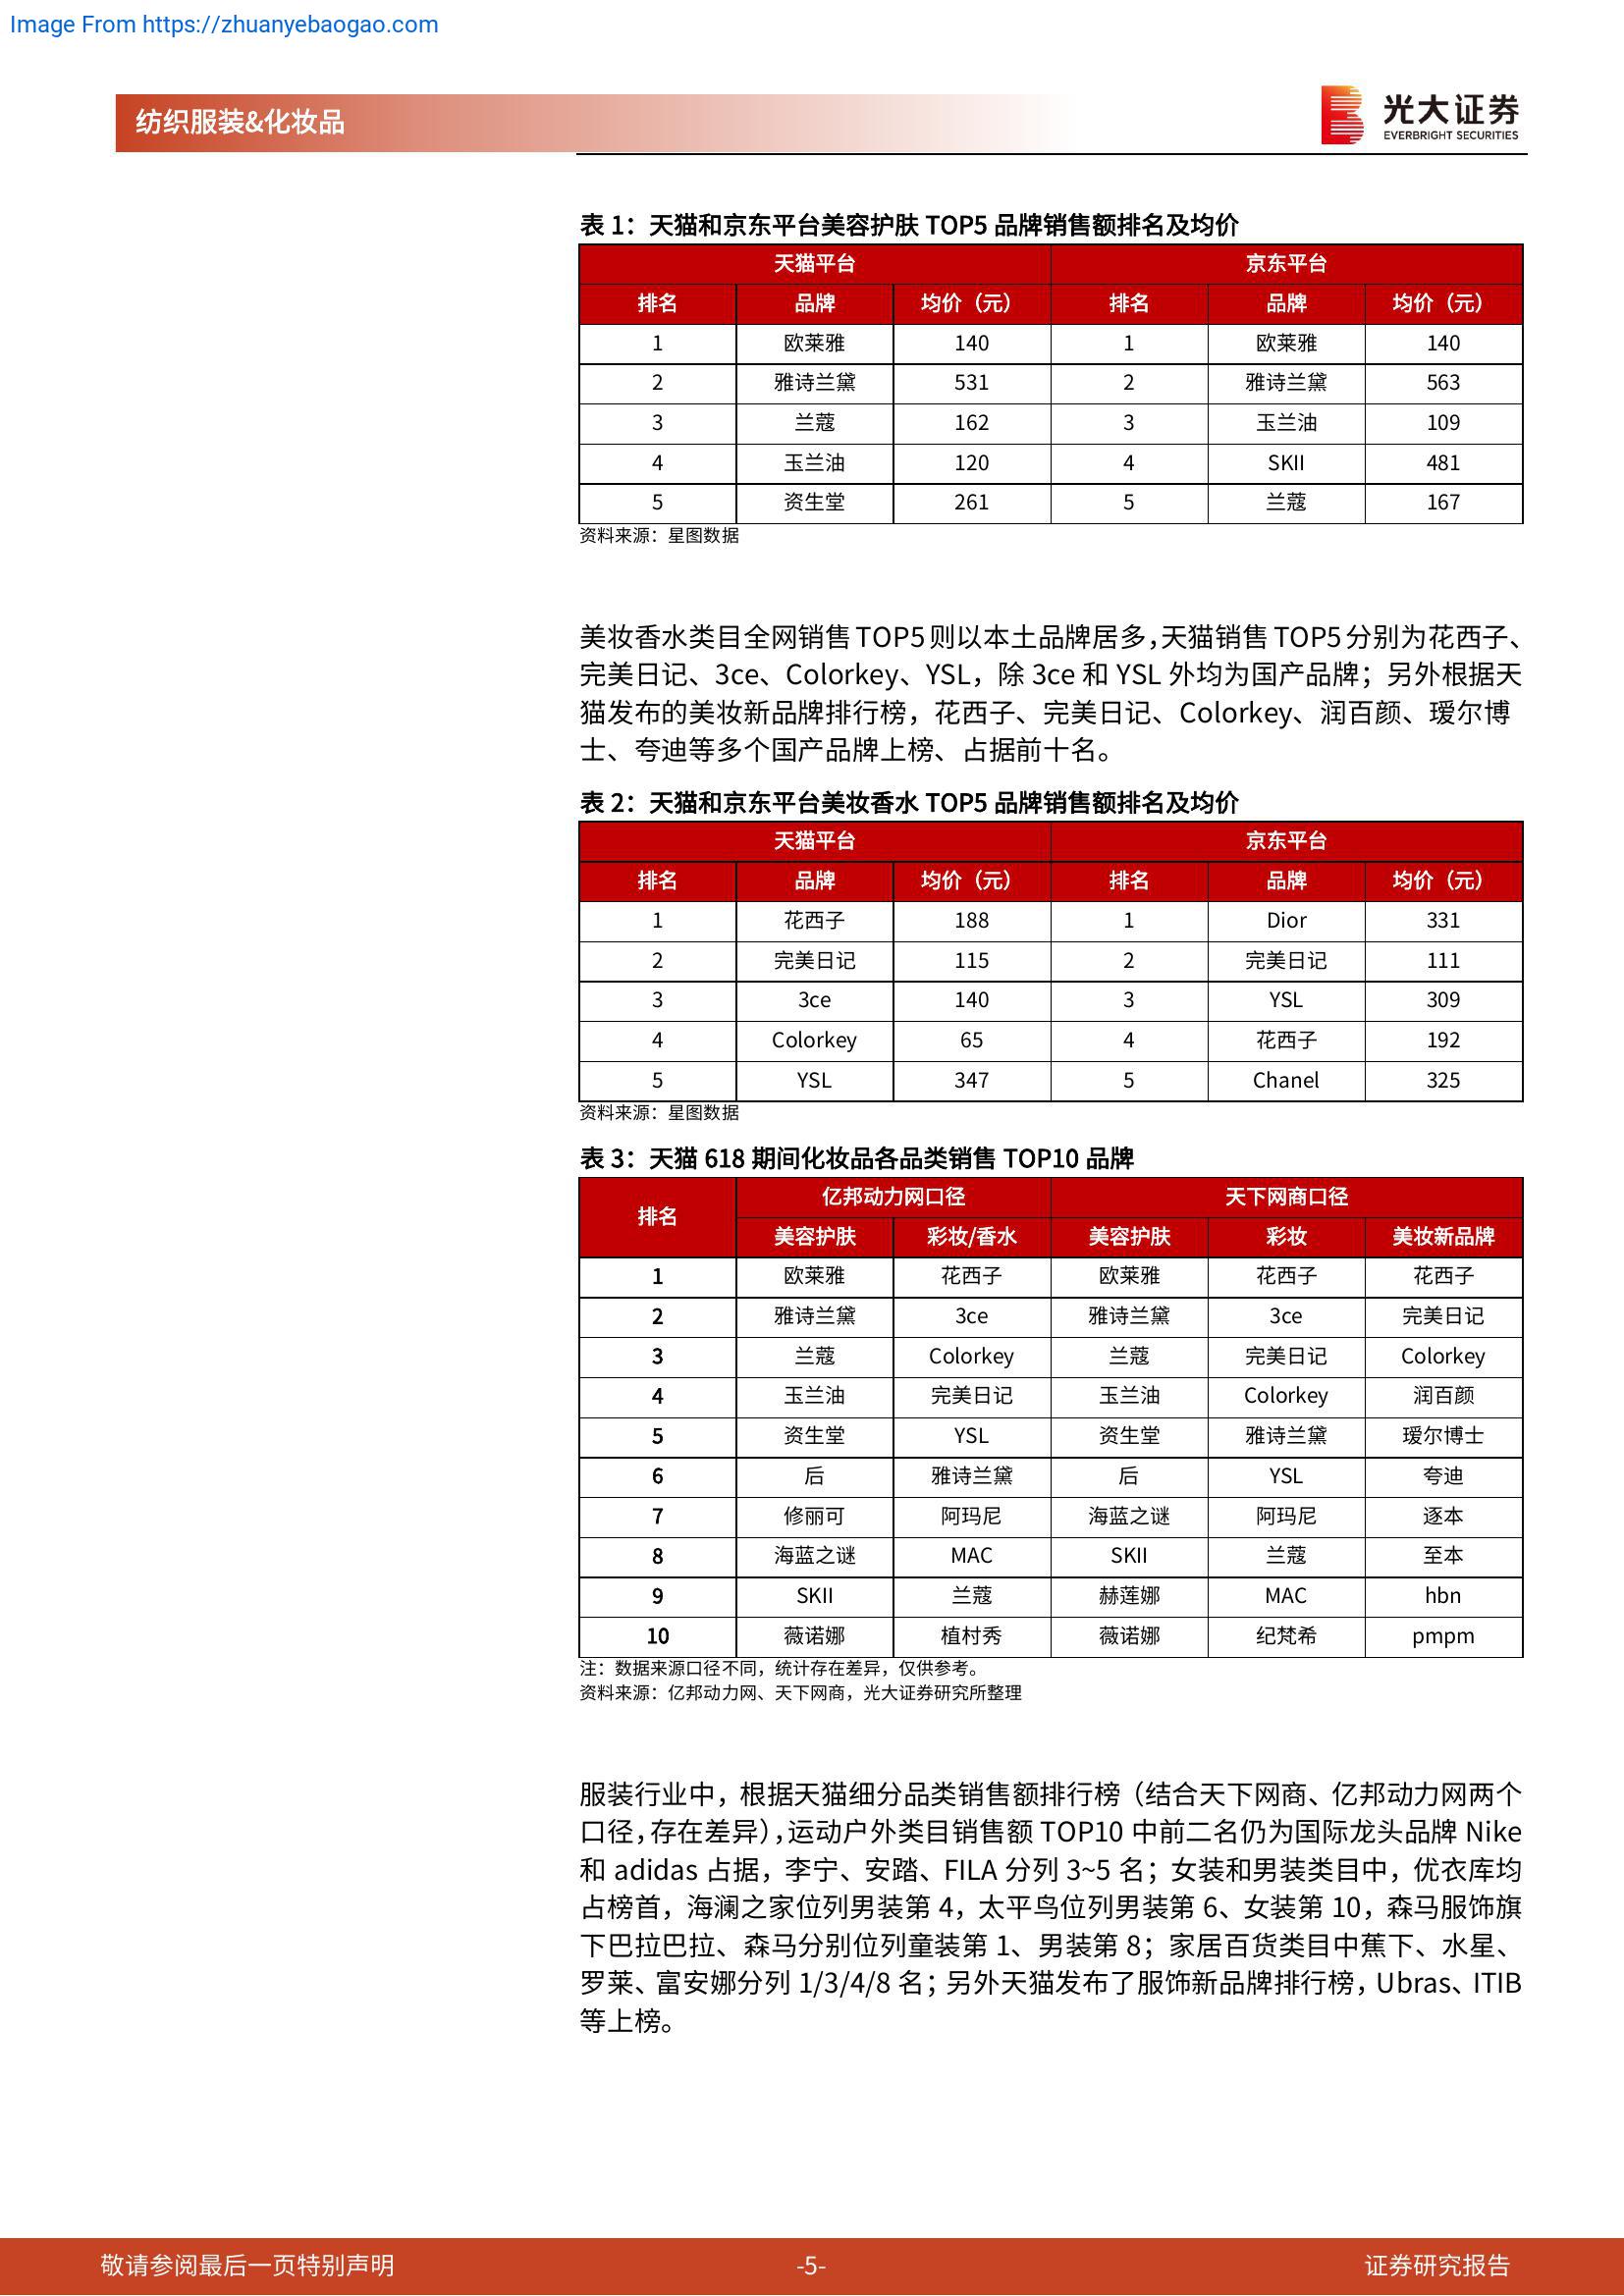 Image From https://zhuanyebaogao.com
纺织服装&化妆品
光大证券
EVERBRIGHT SECURITIES
表 1：天猫和京东平台美容护肤 TOP5 品牌销售额排名及均价
天猫平台 京东平台
排名 品牌 均价（元） 排名 品牌 均价（元）
1 欧莱雅 140 1 欧莱雅 140
2 雅诗兰黛 531 2 雅诗兰黛 563
3 兰蔻 162 3 玉兰油 109
4 玉兰油 120 4 SKII 481
5 资生堂 261 5 兰蔻 167
资料来源：星图数据
美妆香水类目全网销售 TOP5 则以本土品牌居多，天猫销售 TOP5 分别为花西子、
完美日记、3ce、Colorkey、YSL，除 3ce 和 YSL 外均为国产品牌；另外根据天
猫发布的美妆新品牌排行榜，花西子、完美日记、Colorkey、润百颜、瑷尔博
士、夸迪等多个国产品牌上榜、占据前十名。
表 2：天猫和京东平台美妆香水 TOP5 品牌销售额排名及均价
天猫平台 京东平台
排名 品牌 均价（元） 排名 品牌 均价（元）
1 花西子 188 1 Dior 331
2 完美日记 115 2 完美日记 111
3 3ce 140 3 YSL 309
4 Colorkey 65 4 花西子 192
5 YSL 347 5 Chanel 325
资料来源：星图数据
表 3：天猫 618 期间化妆品各品类销售 TOP10 品牌
排名 亿邦动力网口径 天下网商口径
美容护肤 彩妆/香水 美容护肤 彩妆 美妆新品牌
1 欧莱雅 花西子 欧莱雅 花西子 花西子
2 雅诗兰黛 3ce 雅诗兰黛 3ce 完美日记
3 兰蔻 Colorkey 兰蔻 完美日记 Colorkey
4 玉兰油 完美日记 玉兰油 Colorkey 润百颜
5 资生堂 YSL 资生堂 雅诗兰黛 瑷尔博士
6 后 雅诗兰黛 后 YSL 夸迪
7 修丽可 阿玛尼 海蓝之谜 阿玛尼 逐本
8 海蓝之谜 MAC SKII 兰蔻 至本
9 SKII 兰蔻 赫莲娜 MAC hbn
10 薇诺娜 植村秀 薇诺娜 纪梵希 pmpm
注：数据来源口径不同，统计存在差异，仅供参考。
资料来源：亿邦动力网、天下网商，光大证券研究所整理
服装行业中，根据天猫细分品类销售额排行榜（结合天下网商、亿邦动力网两个
口径，存在差异），运动户外类目销售额 TOP10 中前二名仍为国际龙头品牌 Nike
和 adidas 占据，李宁、安踏、FILA 分列 3~5 名；女装和男装类目中，优衣库均
占榜首，海澜之家位列男装第 4，太平鸟位列男装第 6、女装第 10，森马服饰旗
下巴拉巴拉、森马分别位列童装第 1、男装第 8；家居百货类目中蕉下、水星、
罗莱、富安娜分列 1/3/4/8 名；另外天猫发布了服饰新品牌排行榜，Ubras、ITIB
等上榜。
敬请参阅最后一页特别声明 -5- 证券研究报告